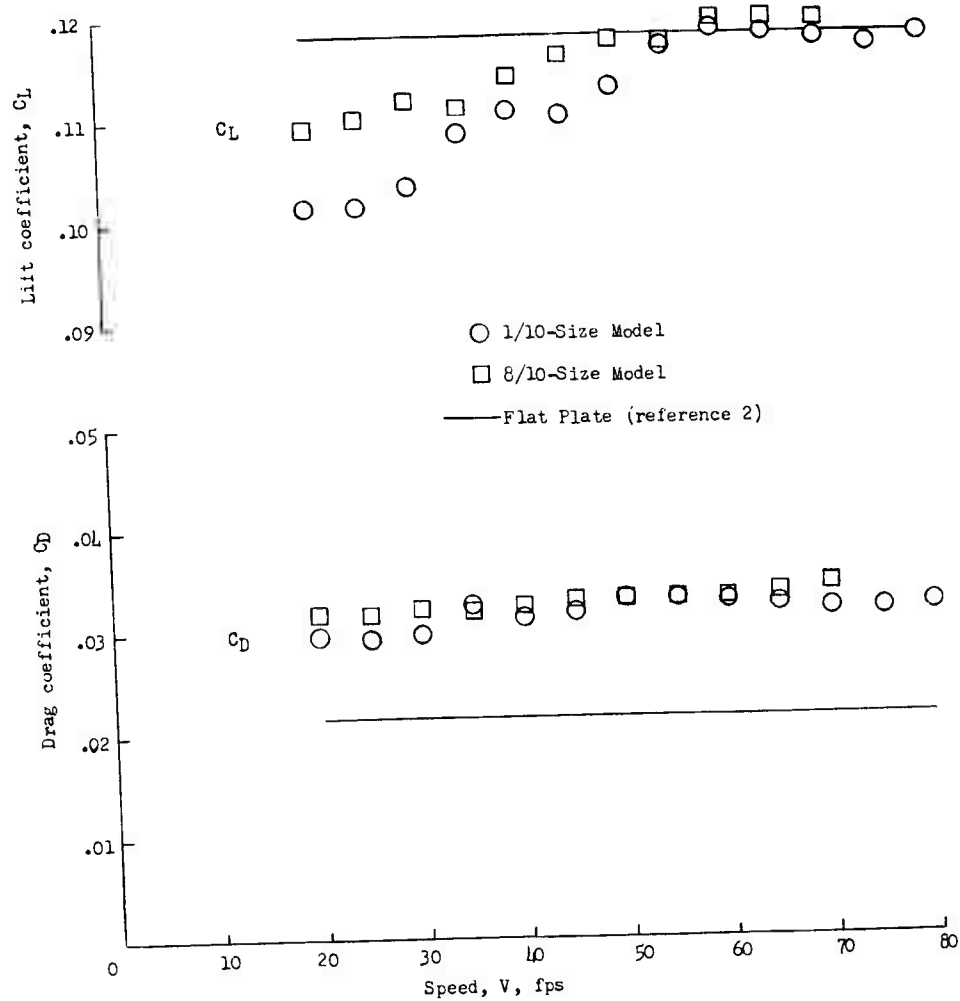 .12
.11
.10
.09
Lift coefficient, CL
CL
1/10-Size Model
8/10-Size Model
Flat Plate (reference 2)
.05
.04
.03
.02
.01
Drag coefficient, CD
CD
0 10 20 30 40 50 60 70 80
Speed, V, fps